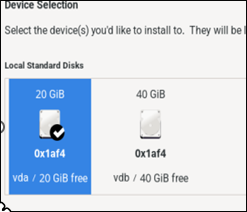 Device Selection
Select the device(s) you'd like to install to. They will be l
Local Standard Disks
20 GiB
40 GiB
0x1af4
0x1af4
vda / 20 GiB free
vdb / 40 GiB free